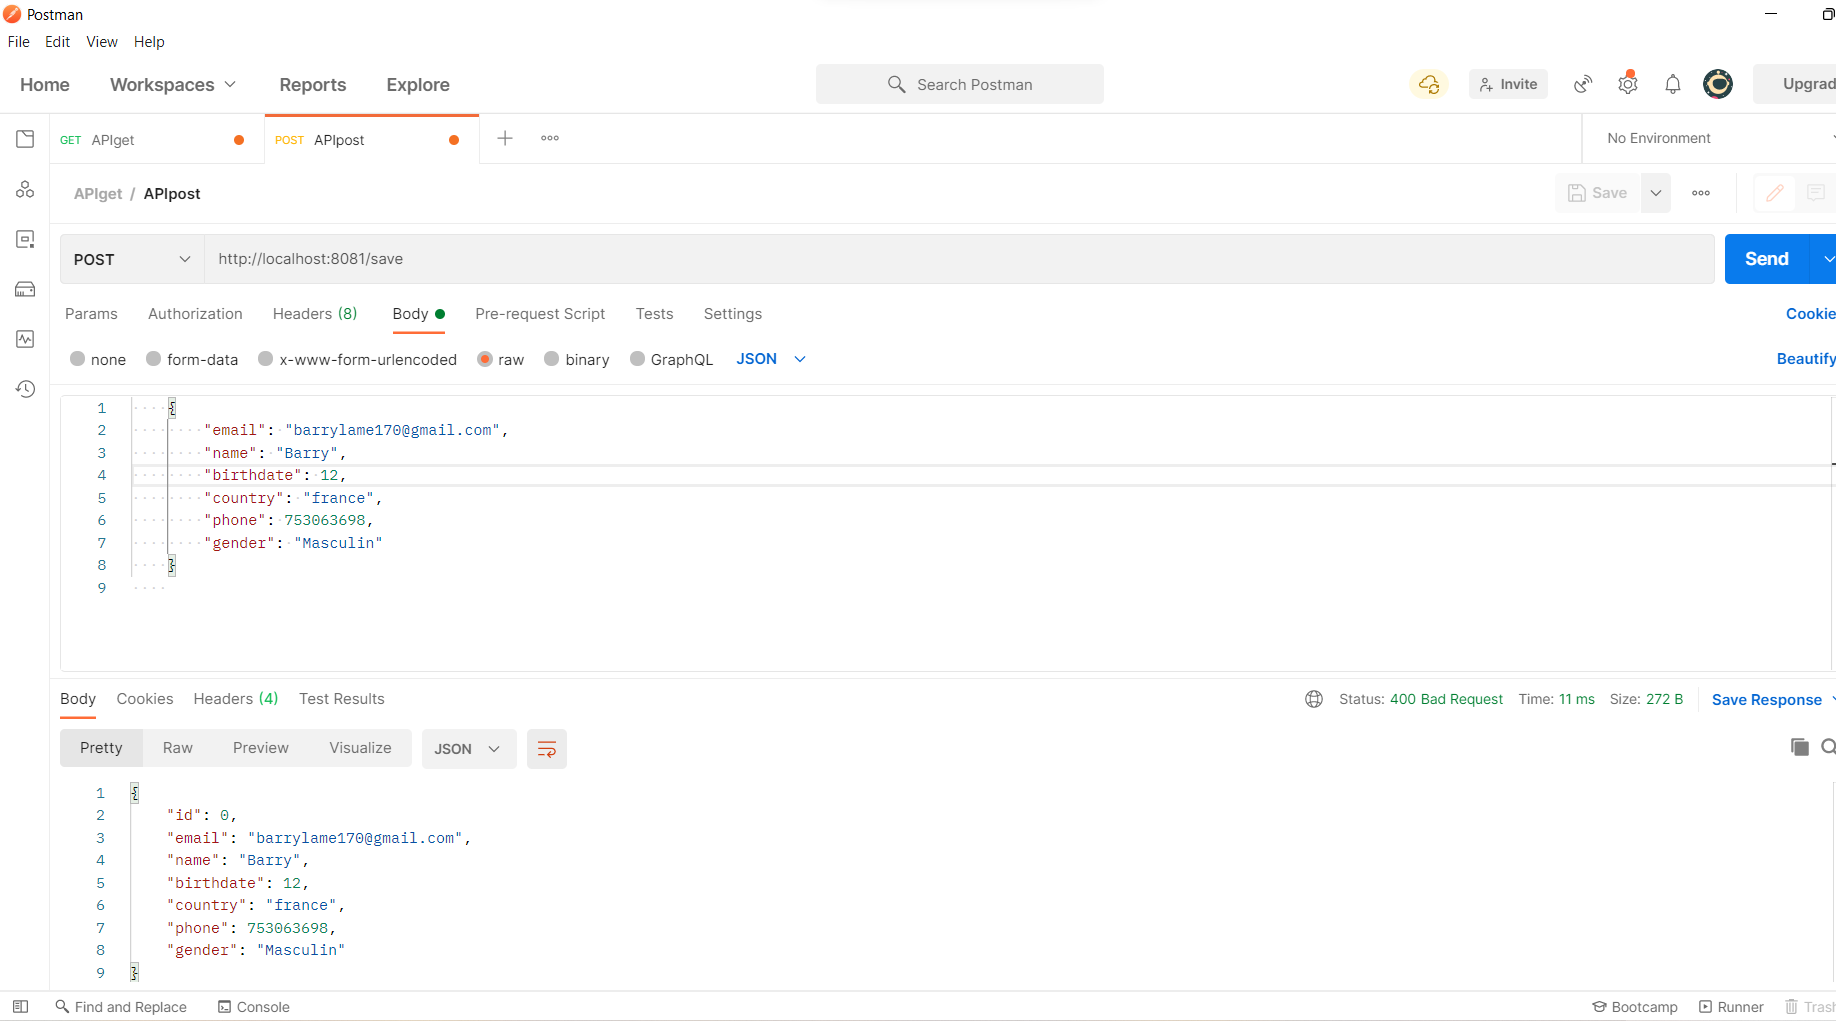 Postman
File Edit View Help
Home Workspaces Reports Explore Search Postman Invite Upgrad
GET APIget POST APIpost No Environment
APIget / APIpost Save
POST http://localhost:8081/save Send
Params Authorization Headers (8) Body Pre-request Script Tests Settings Cookie
none form-data x-www-form-urlencoded raw binary GraphQL JSON Beautify
1 {
2 "email": "barrylame170@gmail.com",
3 "name": "Barry",
4 "birthdate": 12,
5 "country": "france",
6 "phone": 753063698,
7 "gender": "Masculin"
8 }
9
Body Cookies Headers (4) Test Results Status: 400 Bad Request Time: 11 ms Size: 272 B Save Response
Pretty Raw Preview Visualize JSON
1 {
2 "id": 0,
3 "email": "barrylame170@gmail.com",
4 "name": "Barry",
5 "birthdate": 12,
6 "country": "france",
7 "phone": 753063698,
8 "gender": "Masculin"
9 }
Find and Replace Console Bootcamp Runner Trash